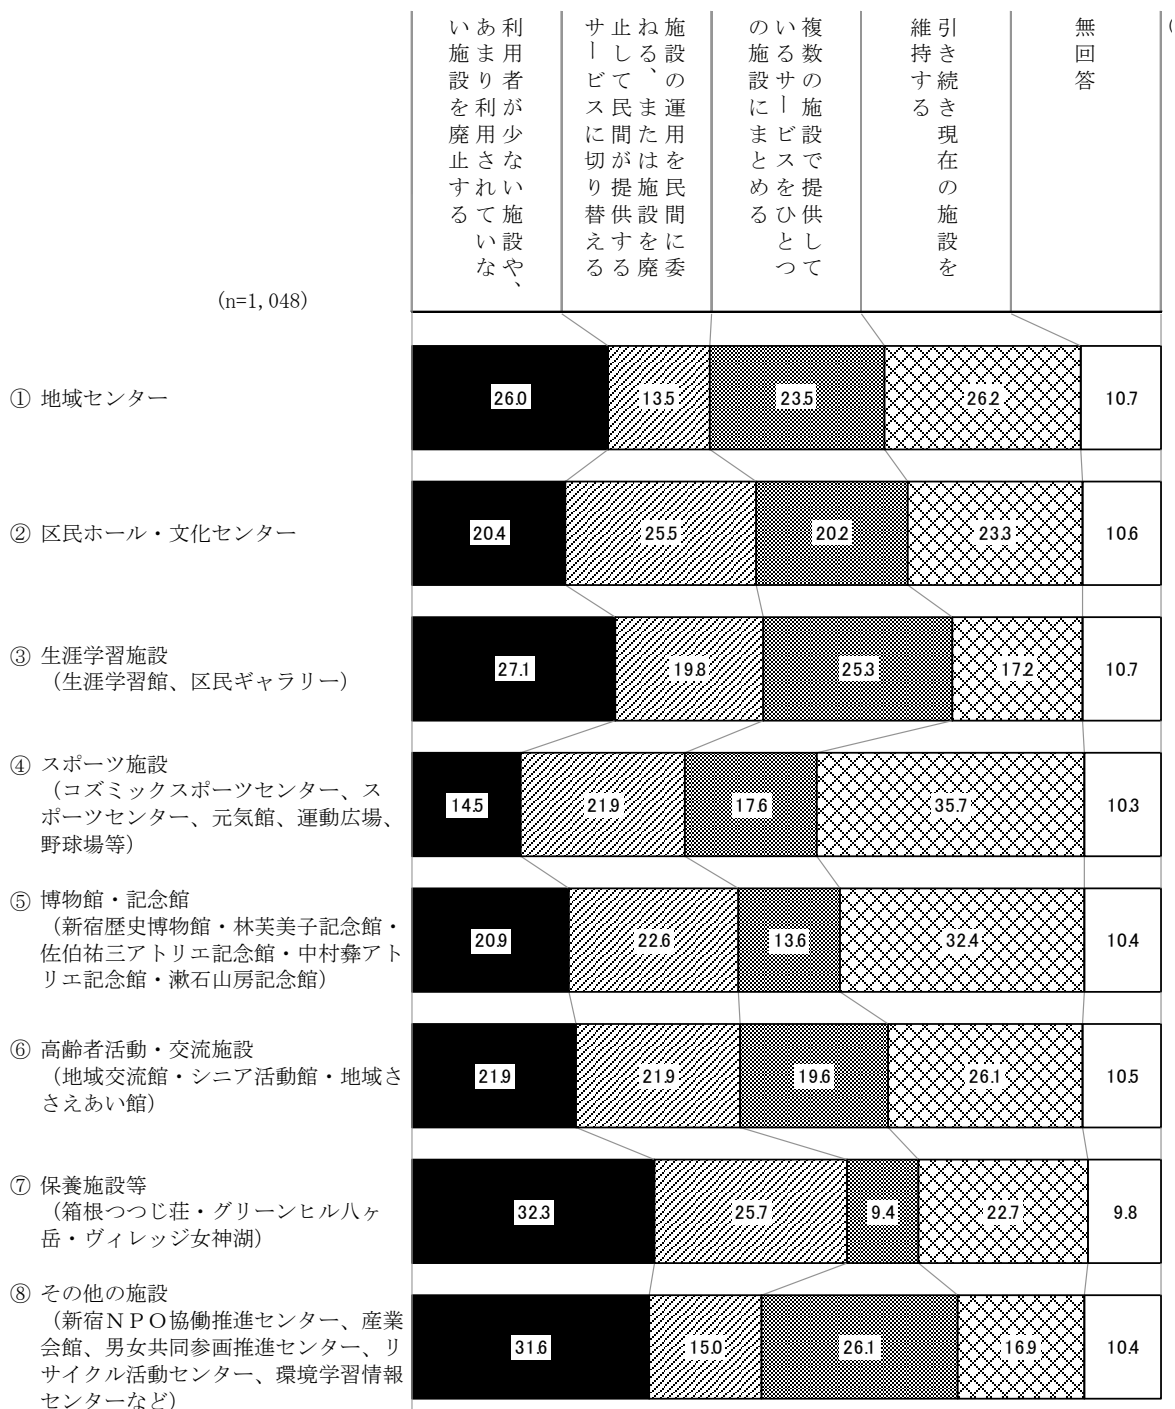 利用者が少ない施設や、
あまり利用されていな
い施設を廃止する
施設の運用を民間に委
ねる、または施設を廃
止して民間が提供する
サービスに切り替える
複数の施設で提供して
いるサービスをひとつ
の施設にまとめる
引き続き現在の施設を
維持する
無回答
(n=1,048)
① 地域センター
26.0 13.5 23.5 26.2 10.7
② 区民ホール・文化センター
20.4 25.5 20.2 23.3 10.6
③ 生涯学習施設
（生涯学習館、区民ギャラリー）
27.1 19.8 25.3 17.2 10.7
④ スポーツ施設
（コズミックスポーツセンター、ス
ポーツセンター、元気館、運動広場、
野球場等）
14.5 21.9 17.6 35.7 10.3
⑤ 博物館・記念館
（新宿歴史博物館・林芙美子記念館・
佐伯祐三アトリエ記念館・中村彝アト
リエ記念館・漱石山房記念館）
20.9 22.6 13.6 32.4 10.4
⑥ 高齢者活動・交流施設
（地域交流館・シニア活動館・地域さ
さえあい館）
21.9 21.9 19.6 26.1 10.5
⑦ 保養施設等
（箱根つつじ荘・グリーンヒル八ヶ
岳・ヴィレッジ女神湖）
32.3 25.7 9.4 22.7 9.8
⑧ その他の施設
（新宿ＮＰＯ協働推進センター、産業
会館、男女共同参画推進センター、リ
サイクル活動センター、環境学習情報
センターなど）
31.6 15.0 26.1 16.9 10.4